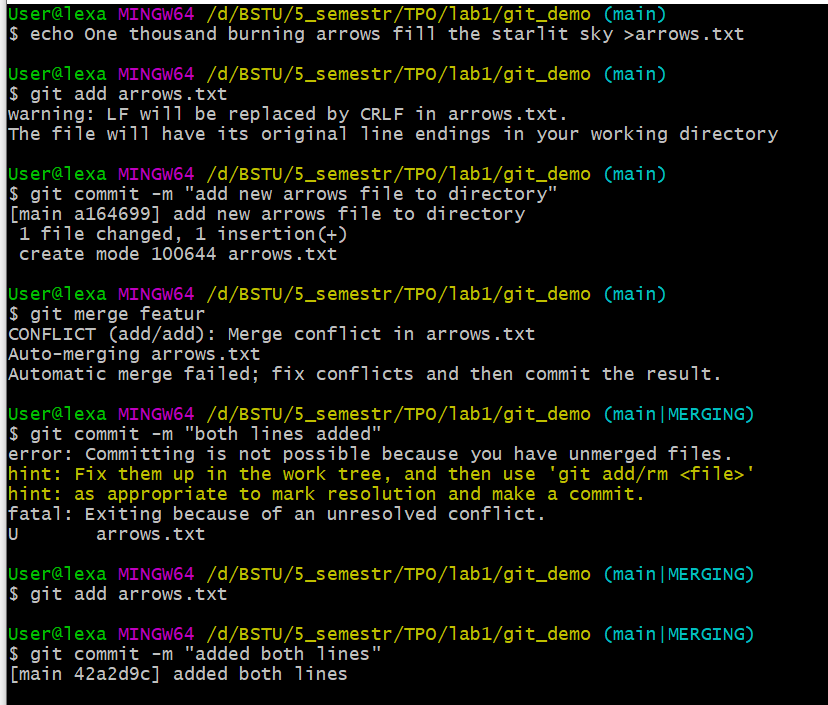 User@lexa MINGW64 /d/BSTU/5_semestr/TPO/lab1/git_demo (main)
$ echo One thousand burning arrows fill the starlit sky >arrows.txt
User@lexa MINGW64 /d/BSTU/5_semestr/TPO/lab1/git_demo (main)
$ git add arrows.txt
warning: LF will be replaced by CRLF in arrows.txt.
The file will have its original line endings in your working directory
User@lexa MINGW64 /d/BSTU/5_semestr/TPO/lab1/git_demo (main)
$ git commit -m "add new arrows file to directory"
[main a164699] add new arrows file to directory
 1 file changed, 1 insertion(+)
 create mode 100644 arrows.txt
User@lexa MINGW64 /d/BSTU/5_semestr/TPO/lab1/git_demo (main)
$ git merge featur
CONFLICT (add/add): Merge conflict in arrows.txt
Auto-merging arrows.txt
Automatic merge failed; fix conflicts and then commit the result.
User@lexa MINGW64 /d/BSTU/5_semestr/TPO/lab1/git_demo (main|MERGING)
$ git commit -m "both lines added"
error: Committing is not possible because you have unmerged files.
hint: Fix them up in the work tree, and then use 'git add/rm <file>'
hint: as appropriate to mark resolution and make a commit.
fatal: Exiting because of an unresolved conflict.
U       arrows.txt
User@lexa MINGW64 /d/BSTU/5_semestr/TPO/lab1/git_demo (main|MERGING)
$ git add arrows.txt
User@lexa MINGW64 /d/BSTU/5_semestr/TPO/lab1/git_demo (main|MERGING)
$ git commit -m "added both lines"
[main 42a2d9c] added both lines